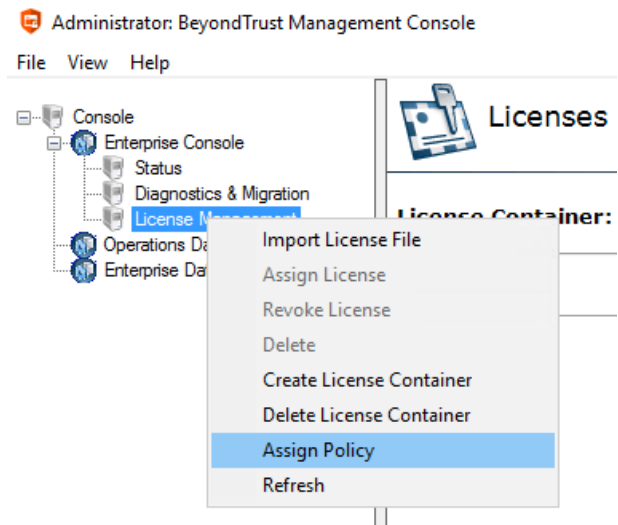 Administrator: BeyondTrust Management Console
File View Help
Console
Enterprise Console
Status
Diagnostics & Migration
License Management
Operations Da
Enterprise Dat
Licenses
License Container:
Import License File
Assign License
Revoke License
Delete
Create License Container
Delete License Container
Assign Policy
Refresh